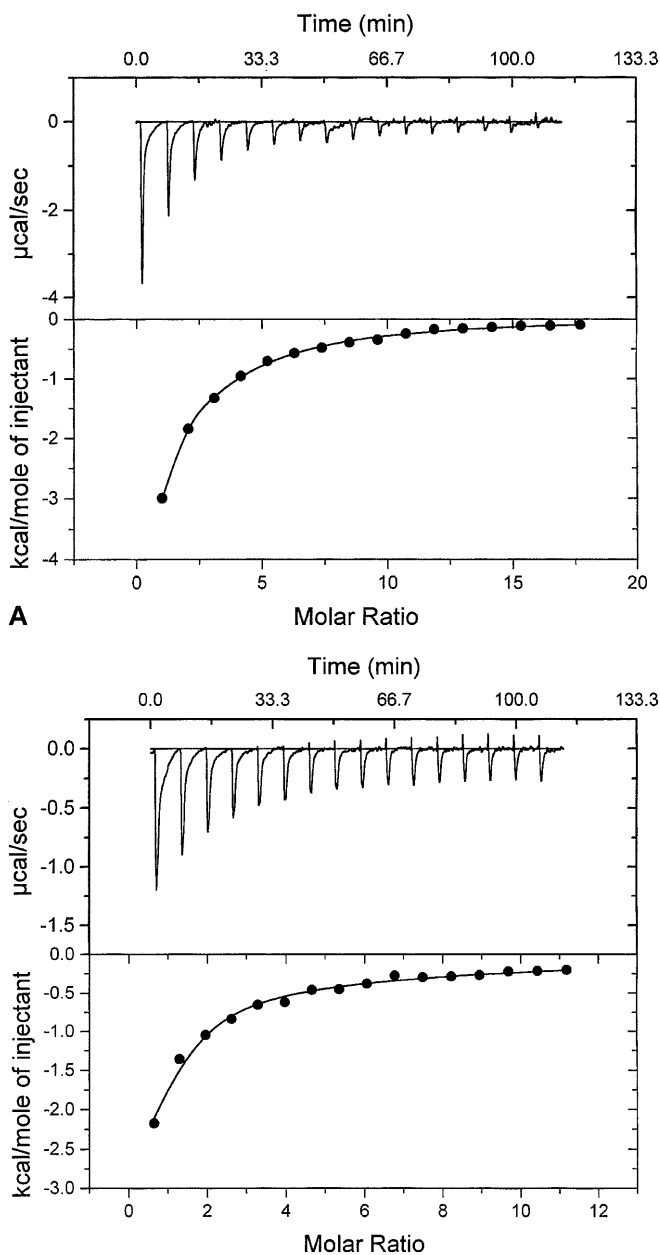 Time (min)
0.0 33.3 66.7 100.0 133.3
0
-2
-4
µcal/sec
0
-1
-2
-3
-4
kcal/mole of injectant
0 5 10 15 20
Molar Ratio
A
Time (min)
0.0 33.3 66.7 100.0 133.3
0.0
-0.5
-1.0
-1.5
µcal/sec
0.0
-0.5
-1.0
-1.5
-2.0
-2.5
-3.0
kcal/mole of injectant
0 2 4 6 8 10 12
Molar Ratio